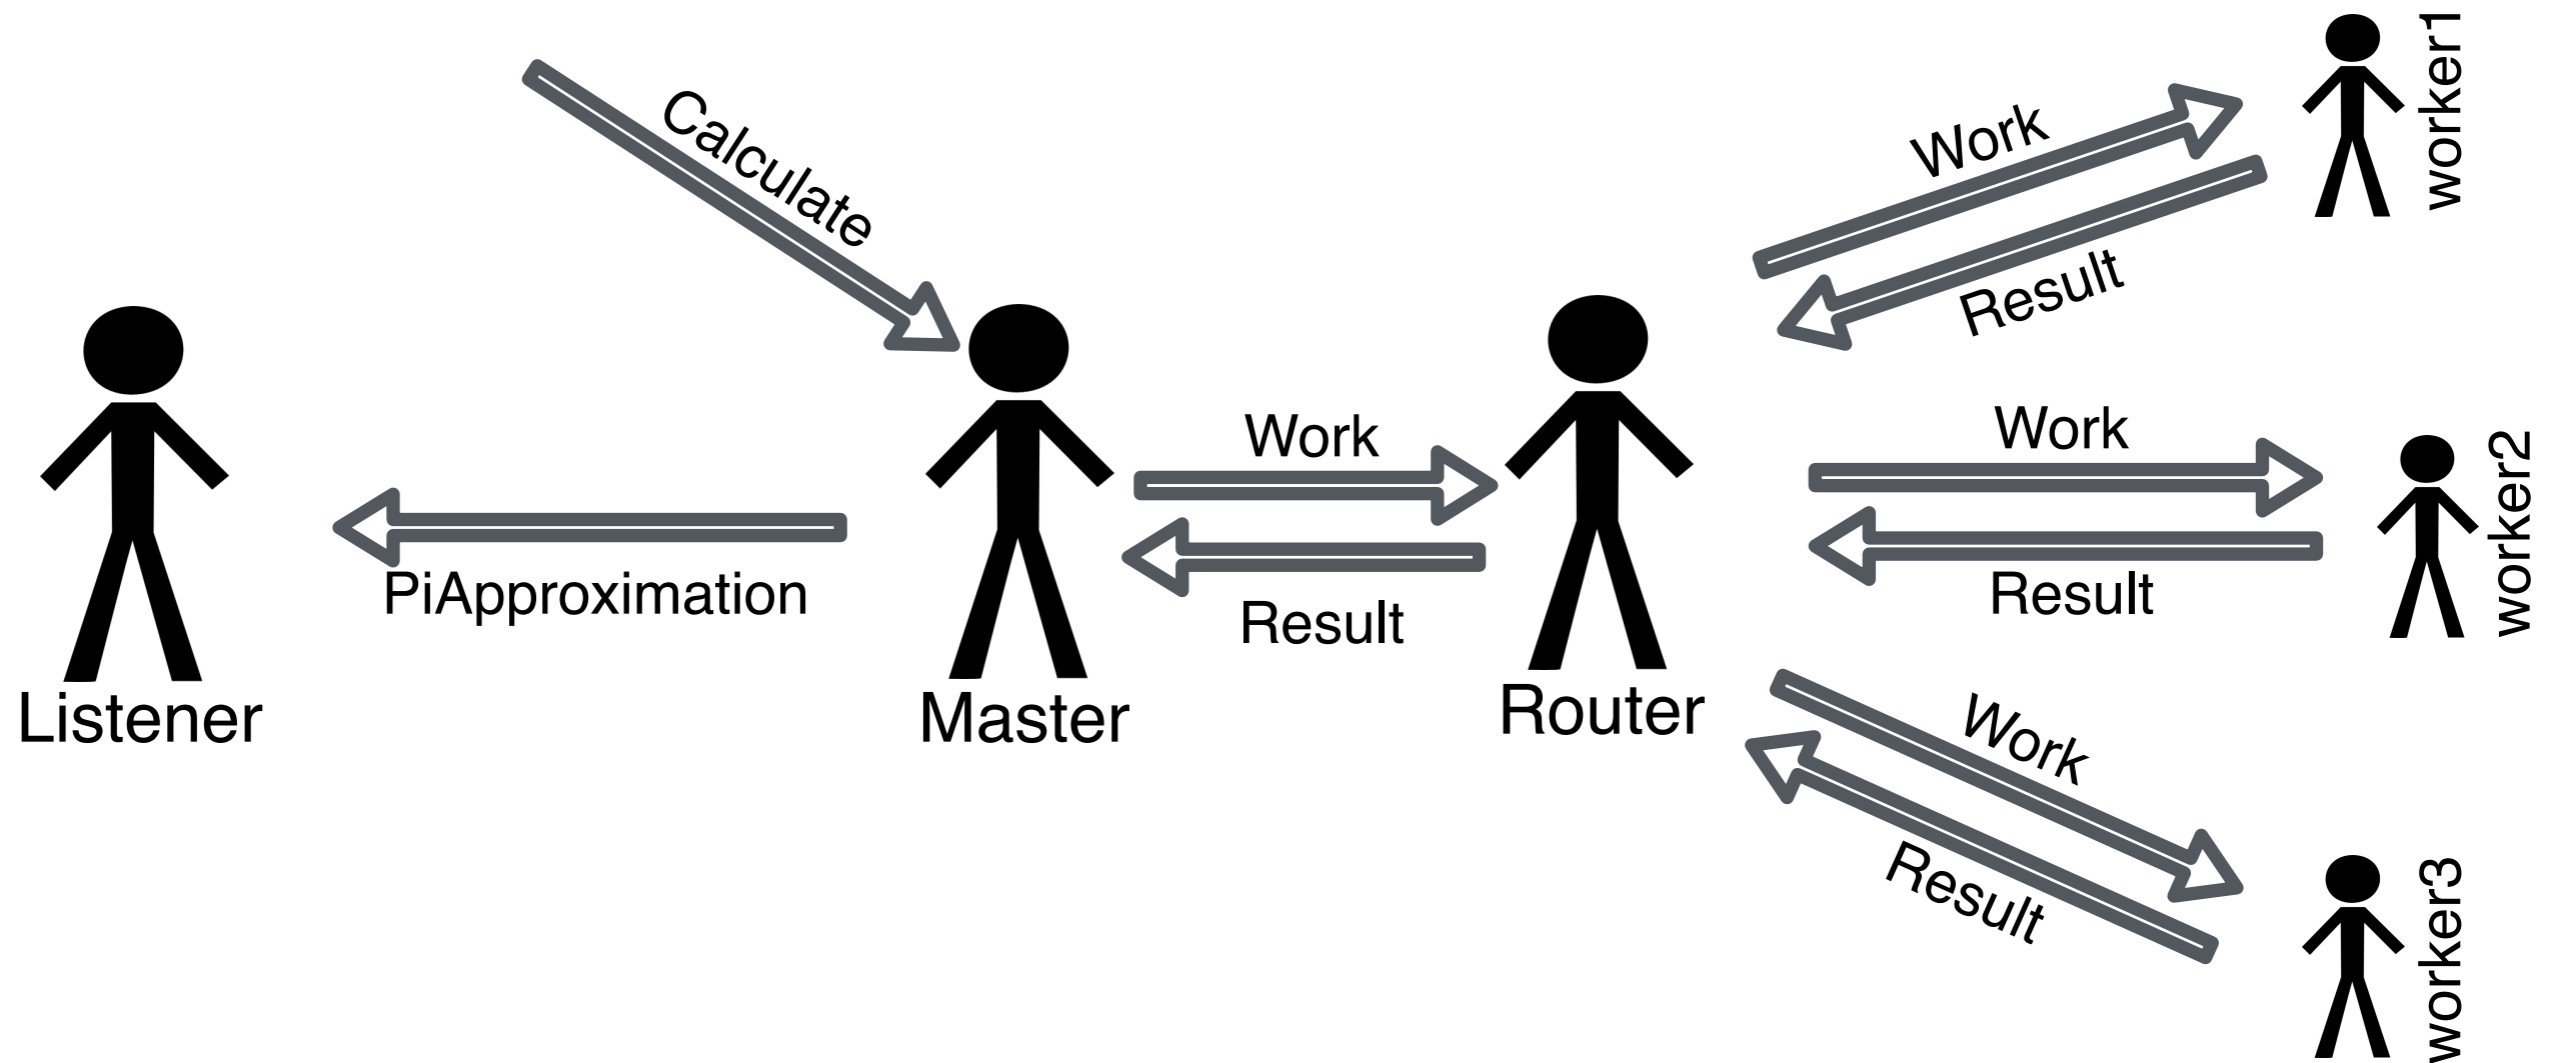 Calculate
Work
Result
worker1
Work
Result
worker2
Work
Result
PiApproximation
Work
Result
worker3
Listener
Master
Router